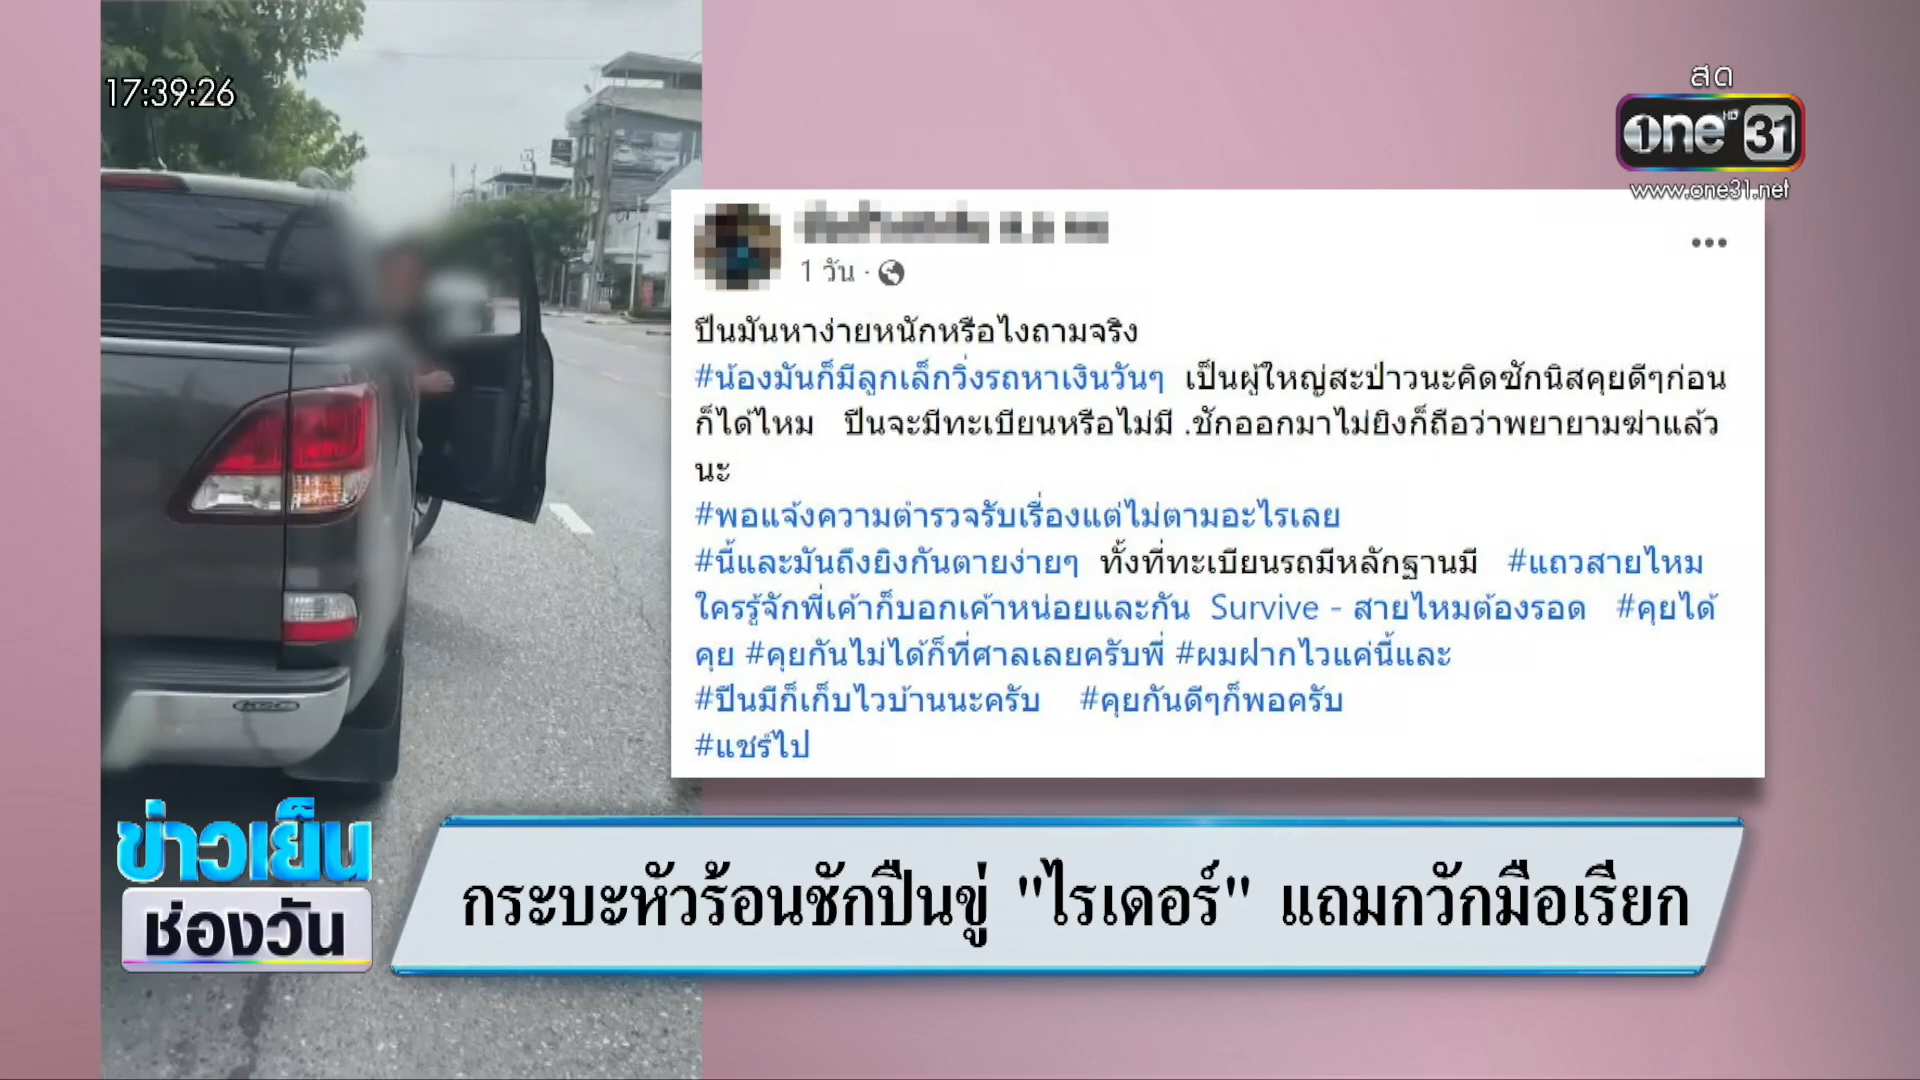 17:39:26
สด
one HD 31
www.one31.net
1 วัน ·
ปืนมันหาง่ายหนักหรือไงถามจริง
#น้องมันก็มีลูกเล็กวิ่งรถหาเงินวันๆ เป็นผู้ใหญ่สะป่าวนะคิดซักนิสคุยดีๆก่อน
ก็ได้ไหม ปืนจะมีทะเบียนหรือไม่มี .ชักออกมาไม่ยิงก็ถือว่าพยายามฆ่าแล้ว
นะ
#พอแจ้งความตำรวจรับเรื่องแต่ไม่ตามอะไรเลย
#นี้และมันถึงยิงกันตายง่ายๆ ทั้งที่ทะเบียนรถมีหลักฐานมี #แถวสายไหม
ใครรู้จักพี่เค้าก็บอกเค้าหน่อยและกัน Survive - สายไหมต้องรอด #คุยได้
คุย #คุยกันไม่ได้ก็ที่ศาลเลยครับพี่ #ผมฝากไวแค่นี้และ
#ปืนมีก็เก็บไวบ้านนะครับ #คุยกันดีๆก็พอครับ
#แชร์ไป
ข่าวเย็น
ช่องวัน
กระบะหัวร้อนชักปืนขู่ "ไรเดอร์" แถมกวักมือเรียก